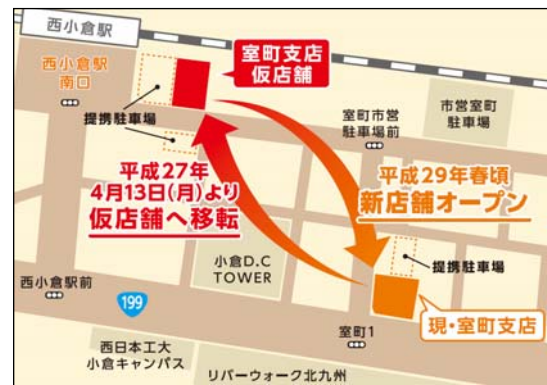 西小倉駅
室町支店
仮店舗
西小倉駅
南口
提携駐車場
室町市営
駐車場前
市営室町
駐車場
平成27年
4月13日(月)より
仮店舗へ移転
平成29年春頃
新店舗オープン
小倉D.C
TOWER
提携駐車場
西小倉駅前
199
現・室町支店
室町1
西日本工大
小倉キャンパス
リバーウォーク北九州